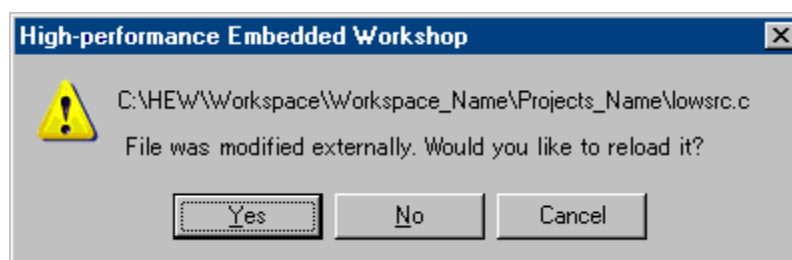 High-performance Embedded Workshop
C:\HEW\Workspace\Workspace_Name\Projects_Name\lowsrc.c
File was modified externally. Would you like to reload it?
Yes No Cancel